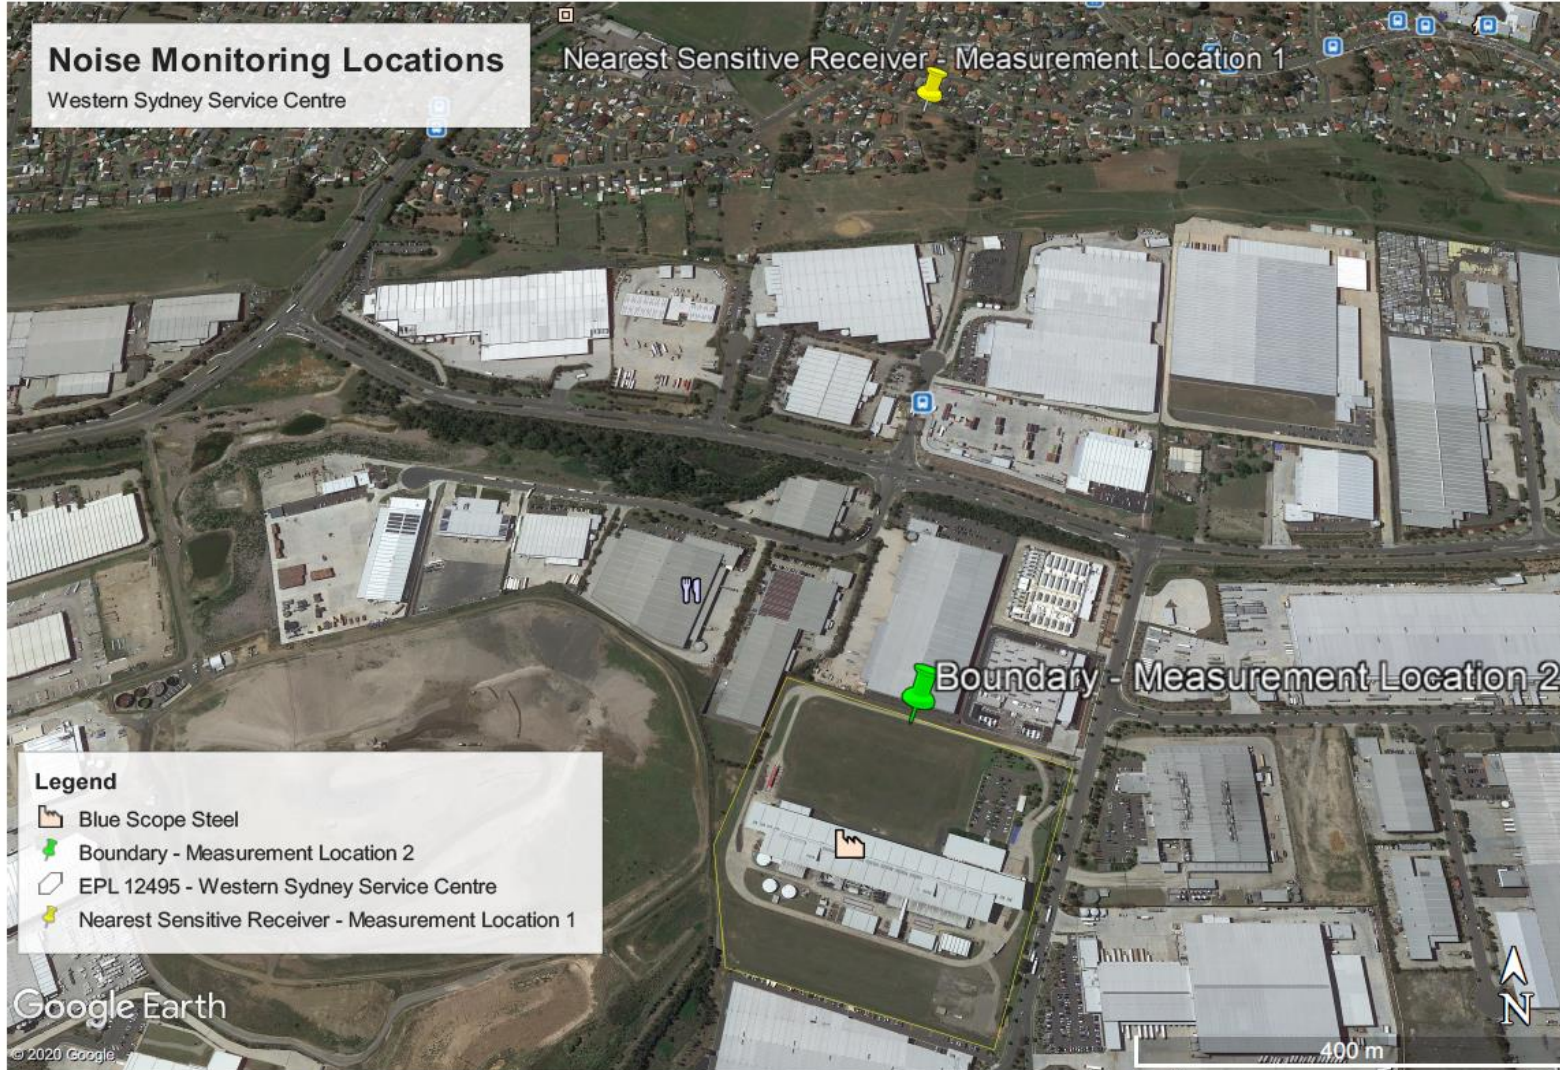 Noise Monitoring Locations
Western Sydney Service Centre
Nearest Sensitive Receiver - Measurement Location 1
Boundary - Measurement Location 2
Legend
Blue Scope Steel
Boundary - Measurement Location 2
EPL 12495 - Western Sydney Service Centre
Nearest Sensitive Receiver - Measurement Location 1
Google Earth
© 2020 Google
N
400 m